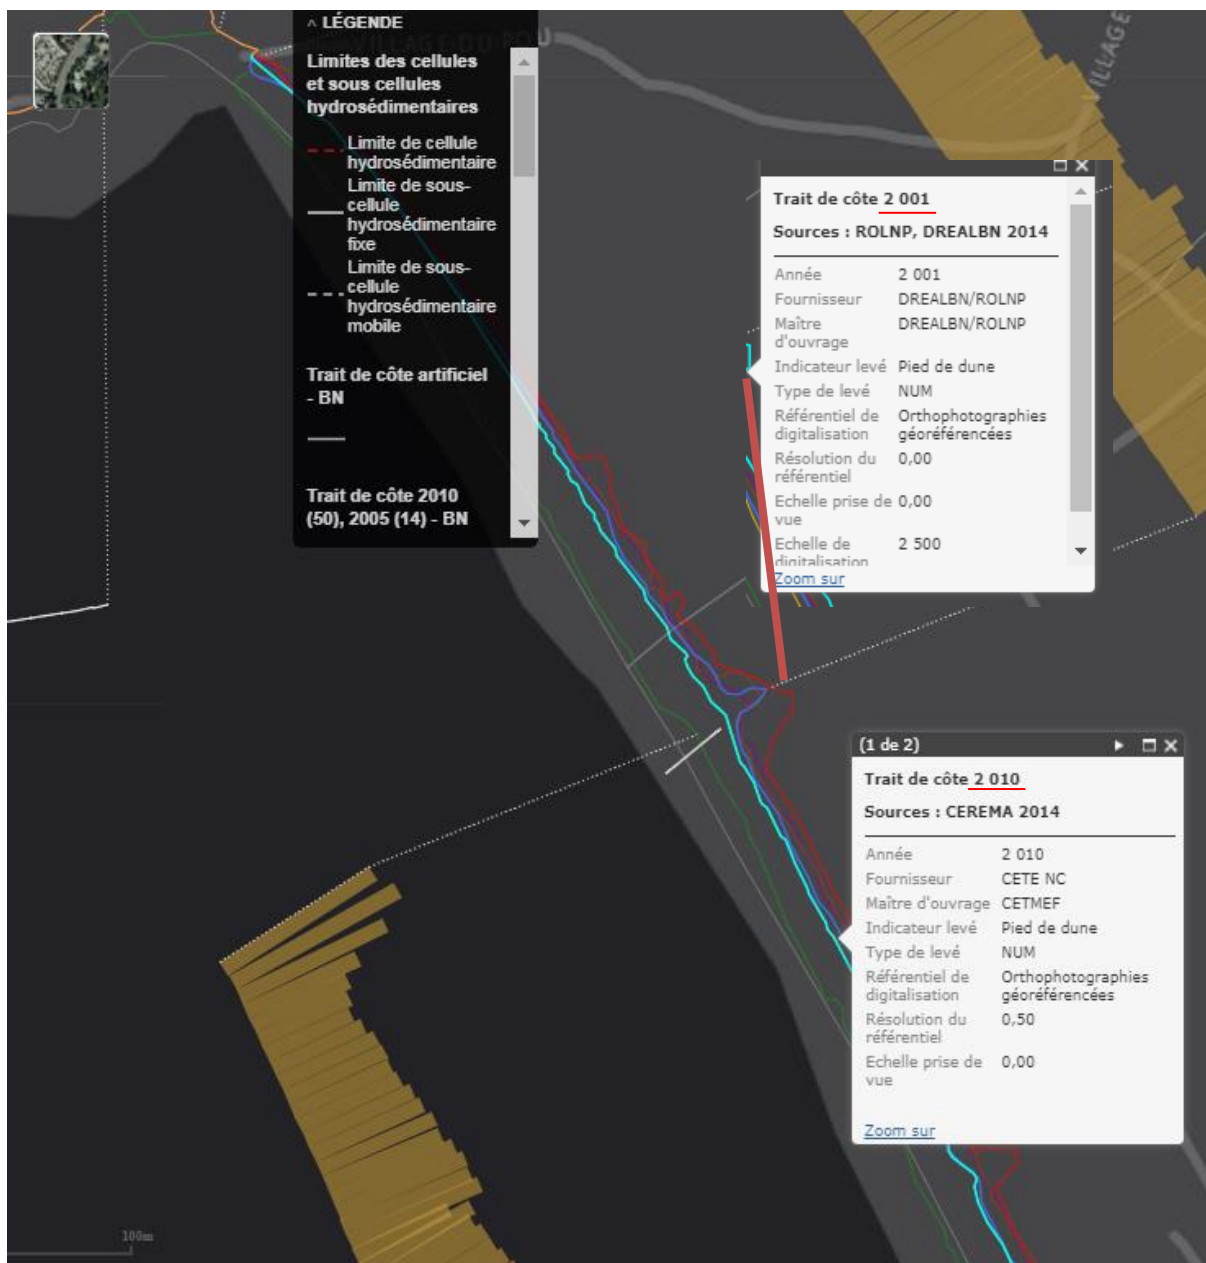 ^ LÉGENDE
Limites des cellules
et sous cellules
hydrosédimentaires
Limite de cellule
hydrosédimentaire
Limite de sous-
cellule
hydrosédimentaire
fixe
Limite de sous-
cellule
hydrosédimentaire
mobile
Trait de côte artificiel
- BN
Trait de côte 2010
(50), 2005 (14) - BN
VILLAGE
Trait de côte 2 001
Sources : ROLNP, DREALBN 2014
Année 2 001
Fournisseur DREALBN/ROLNP
Maître DREALBN/ROLNP
d'ouvrage
Indicateur levé Pied de dune
Type de levé NUM
Référentiel de Orthophotographies
digitalisation géoréférencées
Résolution du 0,00
référentiel
Echelle prise de 0,00
vue
Echelle de 2 500
digitalisation
Zoom sur
(1 de 2)
Trait de côte 2 010
Sources : CEREMA 2014
Année 2 010
Fournisseur CETE NC
Maître d'ouvrage CETMEF
Indicateur levé Pied de dune
Type de levé NUM
Référentiel de Orthophotographies
digitalisation géoréférencées
Résolution du 0,50
référentiel
Echelle prise de 0,00
vue
Zoom sur
100m